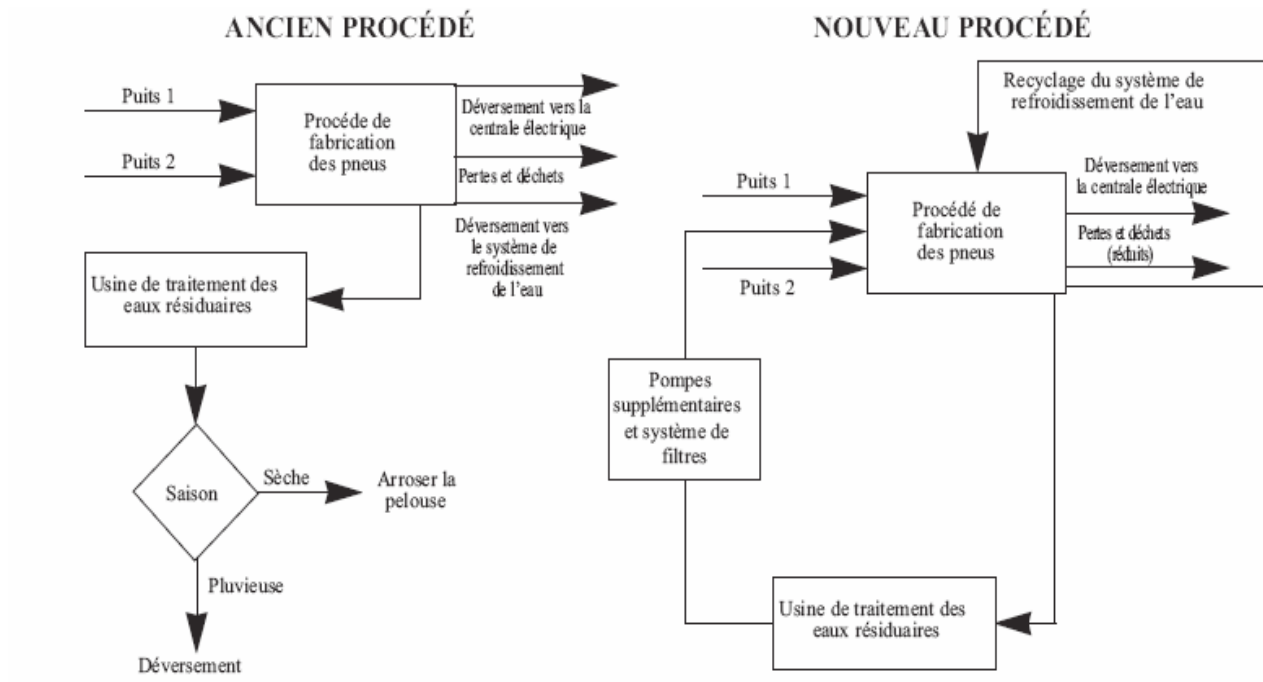 ANCIEN PROCÉDÉ
Puits 1
Puits 2
Procéde de
fabrication
des pneus
Déversement vers la
centrale électrique
Pertes et déchets
Déversement vers
le système de
refroidissement
de l'eau
Usine de traitement des
eaux résiduaires
Saison
Sèche
Arroser la
pelouse
Pluvieuse
Déversement
NOUVEAU PROCÉDÉ
Recyclage du système de
refroidissement de l'eau
Puits 1
Puits 2
Procédé de
fabrication
des pneus
Déversement vers
la centrale électrique
Pertes et déchets
(réduits)
Pompes
supplémentaires
et système de
filtres
Usine de traitement des
eaux résiduaires